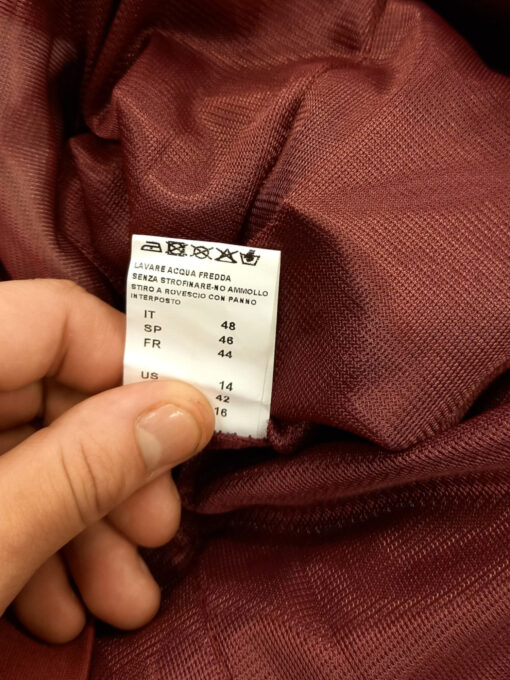 LAVARE ACQUA FREDDA
SENZA STROFINARE-NO AMMOLLO
STIRO A ROVESCIO CON PANNO
INTERPOSTO
IT 48
SP 46
FR 44
US 14
42
16